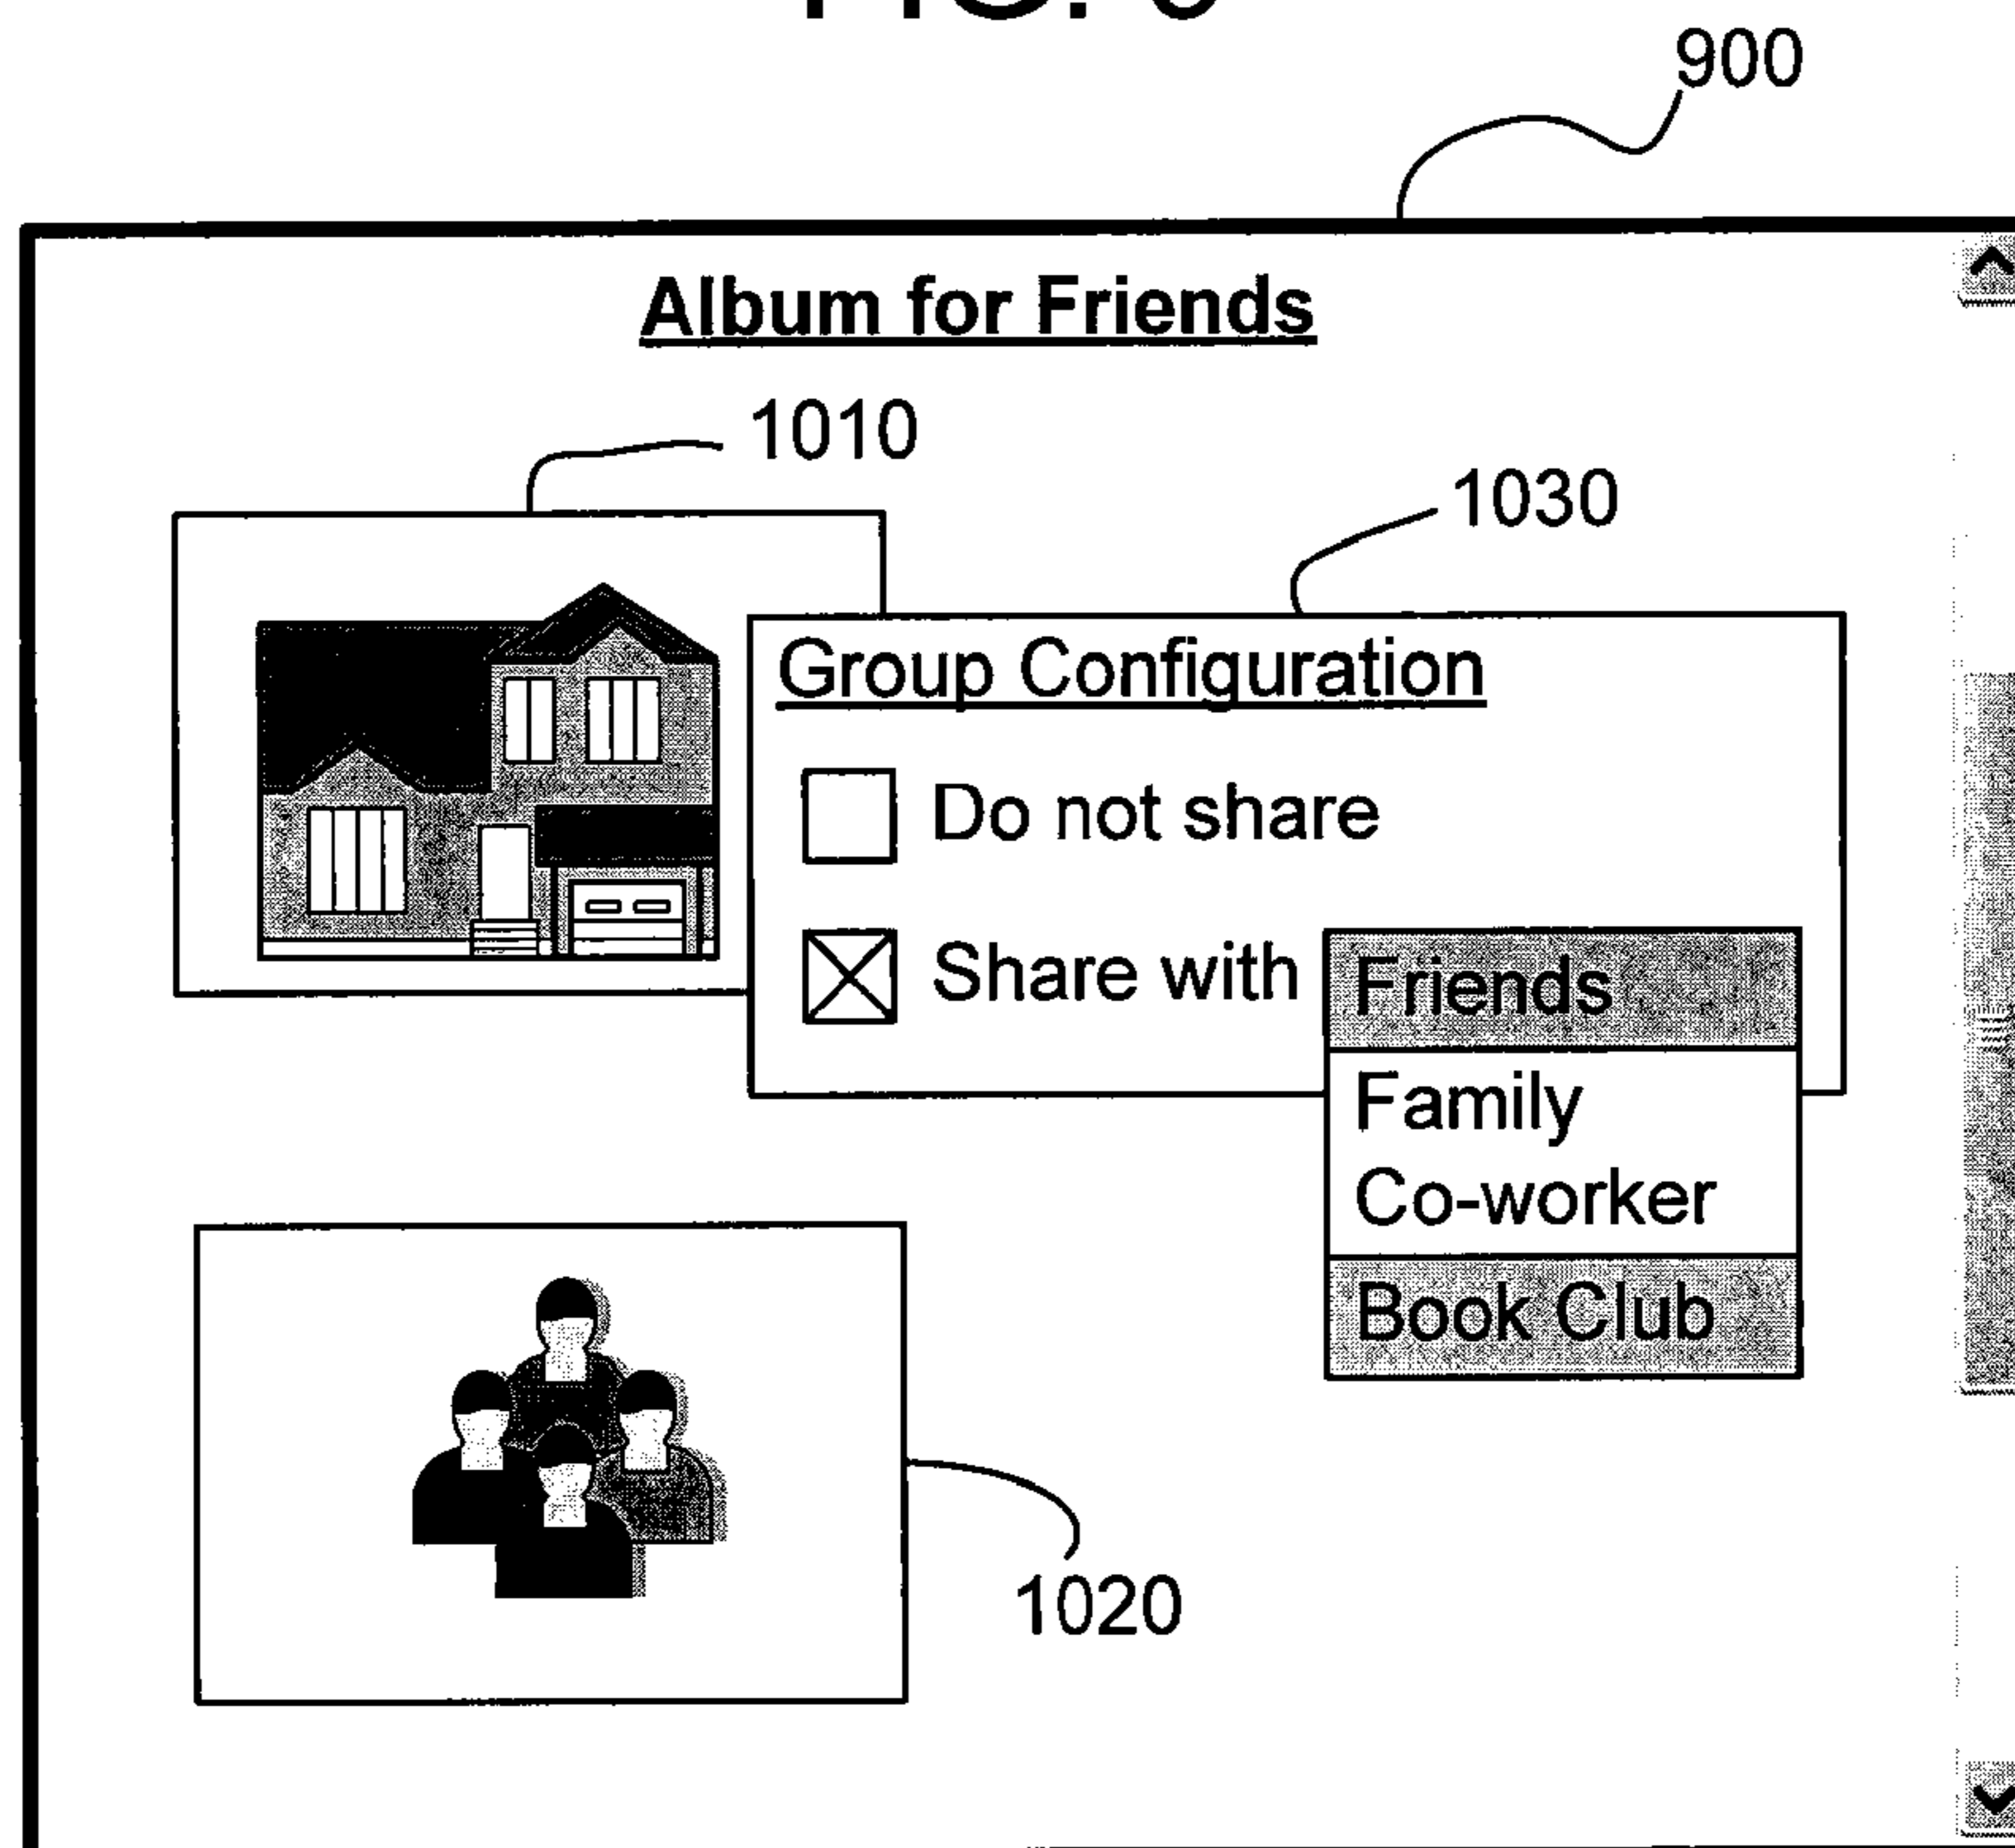 900
Album for Friends
1010
1030
Group Configuration
Do not share
Share with
Friends
Family
Co-worker
Book Club
1020